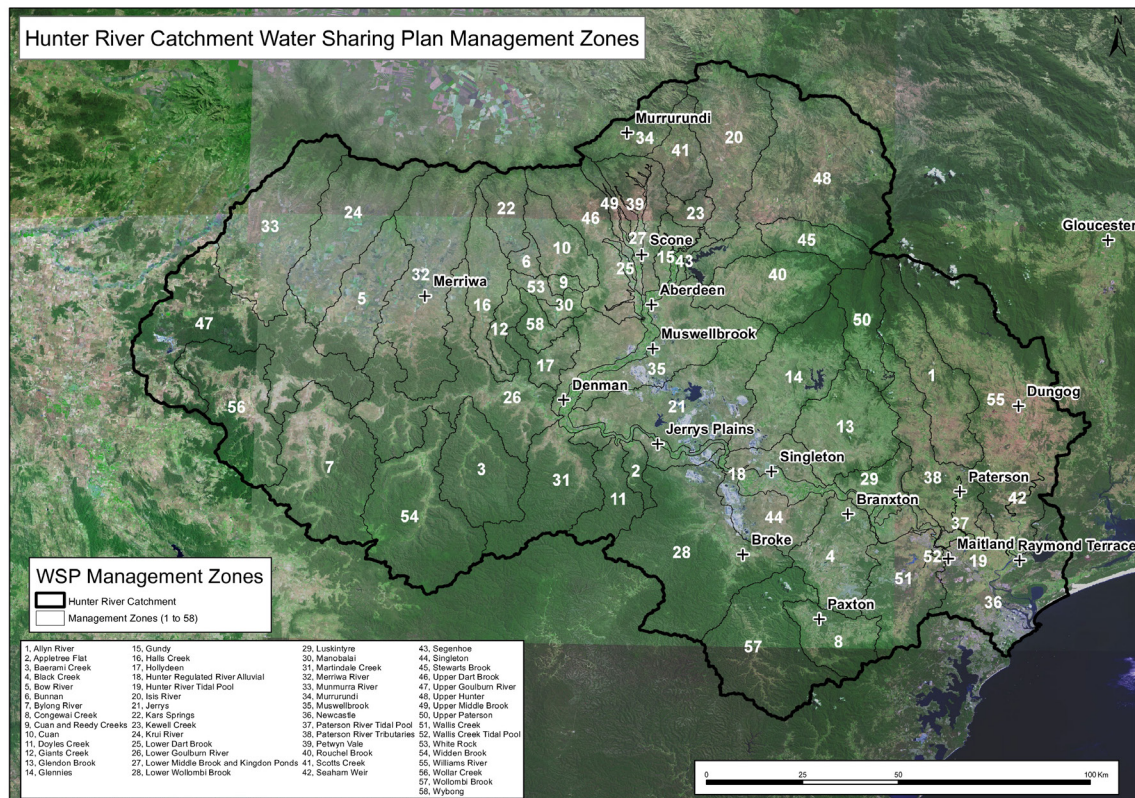 Hunter River Catchment Water Sharing Plan Management Zones
N
Murrurundi
34
20
41
48
24
22
49
39
33
46
23
Gloucester
27
Scone
45
10
15
43
6
25
40
32
53
9
Merriwa
5
16
30
Aberdeen
47
12
58
50
Muswellbrook
17
35
14
1
Denman
26
55
Dungog
56
21
13
Jerrys Plains
7
3
31
2
18
Singleton
29
38
Paterson
11
42
Branxton
54
44
37
28
Broke
4
52
Maitland
19
Raymond Terrace
51
36
Paxton
57
8
WSP Management Zones
Hunter River Catchment
Management Zones (1 to 58)
1, Allyn River
2, Appletree Flat
3, Baerami Creek
4, Black Creek
5, Bow River
6, Bunnan
7, Bylong River
8, Congewai Creek
9, Cuan and Reedy Creeks
10, Cuan
11, Doyles Creek
12, Giants Creek
13, Glendon Brook
14, Glennies
15, Gundy
16, Halls Creek
17, Hollydeen
18, Hunter Regulated River Alluvial
19, Hunter River Tidal Pool
20, Isis River
21, Jerrys
22, Kars Springs
23, Kewell Creek
24, Krui River
25, Lower Dart Brook
26, Lower Goulburn River
27, Lower Middle Brook and Kingdon Ponds
28, Lower Wollombi Brook
29, Luskintyre
30, Manobalai
31, Martindale Creek
32, Merriwa River
33, Munmurra River
34, Murrurundi
35, Muswellbrook
36, Newcastle
37, Paterson River Tidal Pool
38, Paterson River Tributaries
39, Petwyn Vale
40, Rouchel Brook
41, Scotts Creek
42, Seaham Weir
43, Segenhoe
44, Singleton
45, Stewarts Brook
46, Upper Dart Brook
47, Upper Goulburn River
48, Upper Hunter
49, Upper Middle Brook
50, Upper Paterson
51, Wallis Creek
52, Wallis Creek Tidal Pool
53, White Rock
54, Widden Brook
55, Williams River
56, Wollar Creek
57, Wollombi Brook
58, Wybong
0 25 50 100 Km